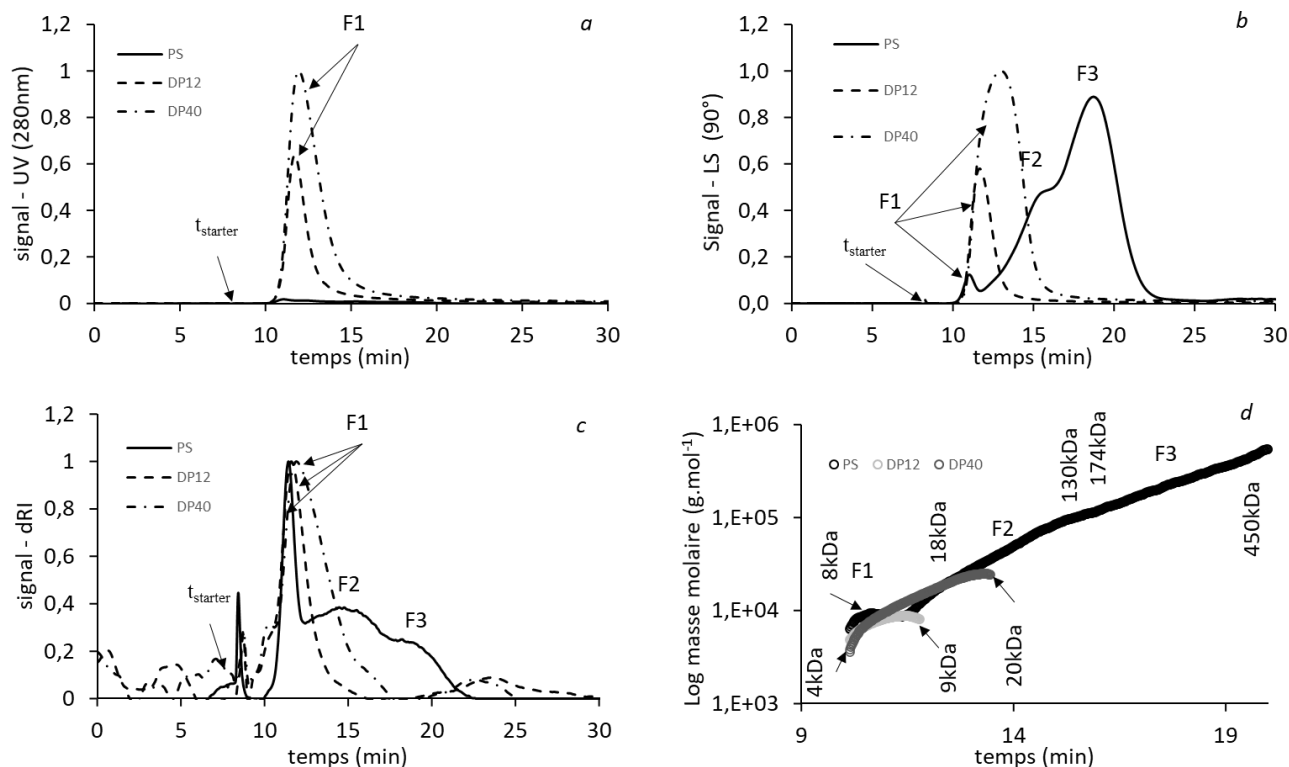 a
1,2
F1
PS
DP12
DP40
1
0,8
0,6
0,4
0,2
0
signal - UV (280nm)
tstarter
0 5 10 15 20 25 30
temps (min)
b
1,2
PS
DP12
DP40
F3
F2
F1
1,0
0,8
0,6
0,4
0,2
0,0
Signal - LS (90°)
tstarter
0 5 10 15 20 25 30
temps (min)
c
1,2
F1
PS
DP12
DP40
1
0,8
0,6
0,4
0,2
0
signal - dRI
tstarter
F2
F3
0 5 10 15 20 25 30
temps (min)
d
1,E+06
1,E+05
1,E+04
1,E+03
Log masse molaire (g.mol-1)
PS DP12 DP40
8kDa
F1
4kDa
18kDa
9kDa
F2
20kDa
130kDa
174kDa
F3
450kDa
9 14 19
temps (min)